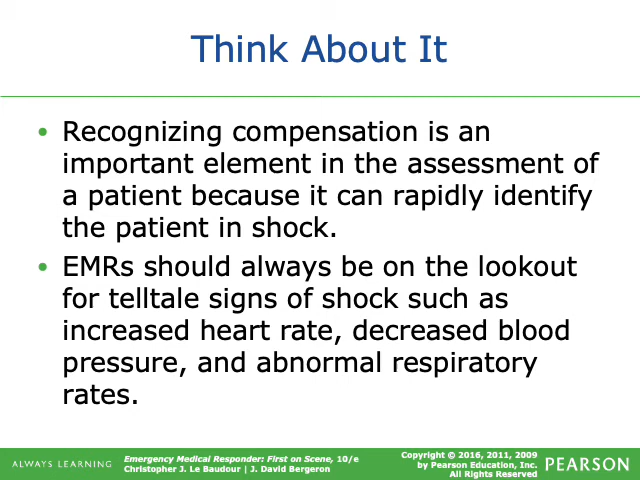 Think About It
• Recognizing compensation is an
important element in the assessment of
a patient because it can rapidly identify
the patient in shock.
• EMRs should always be on the lookout
for telltale signs of shock such as
increased heart rate, decreased blood
pressure, and abnormal respiratory
rates.
ALWAYS LEARNING
Emergency Medical Responder: First on Scene, 10/e
Christopher J. Le Baudour | J. David Bergeron
Copyright © 2016, 2011, 2009
by Pearson Education, Inc.
All Rights Reserved
PEARSON